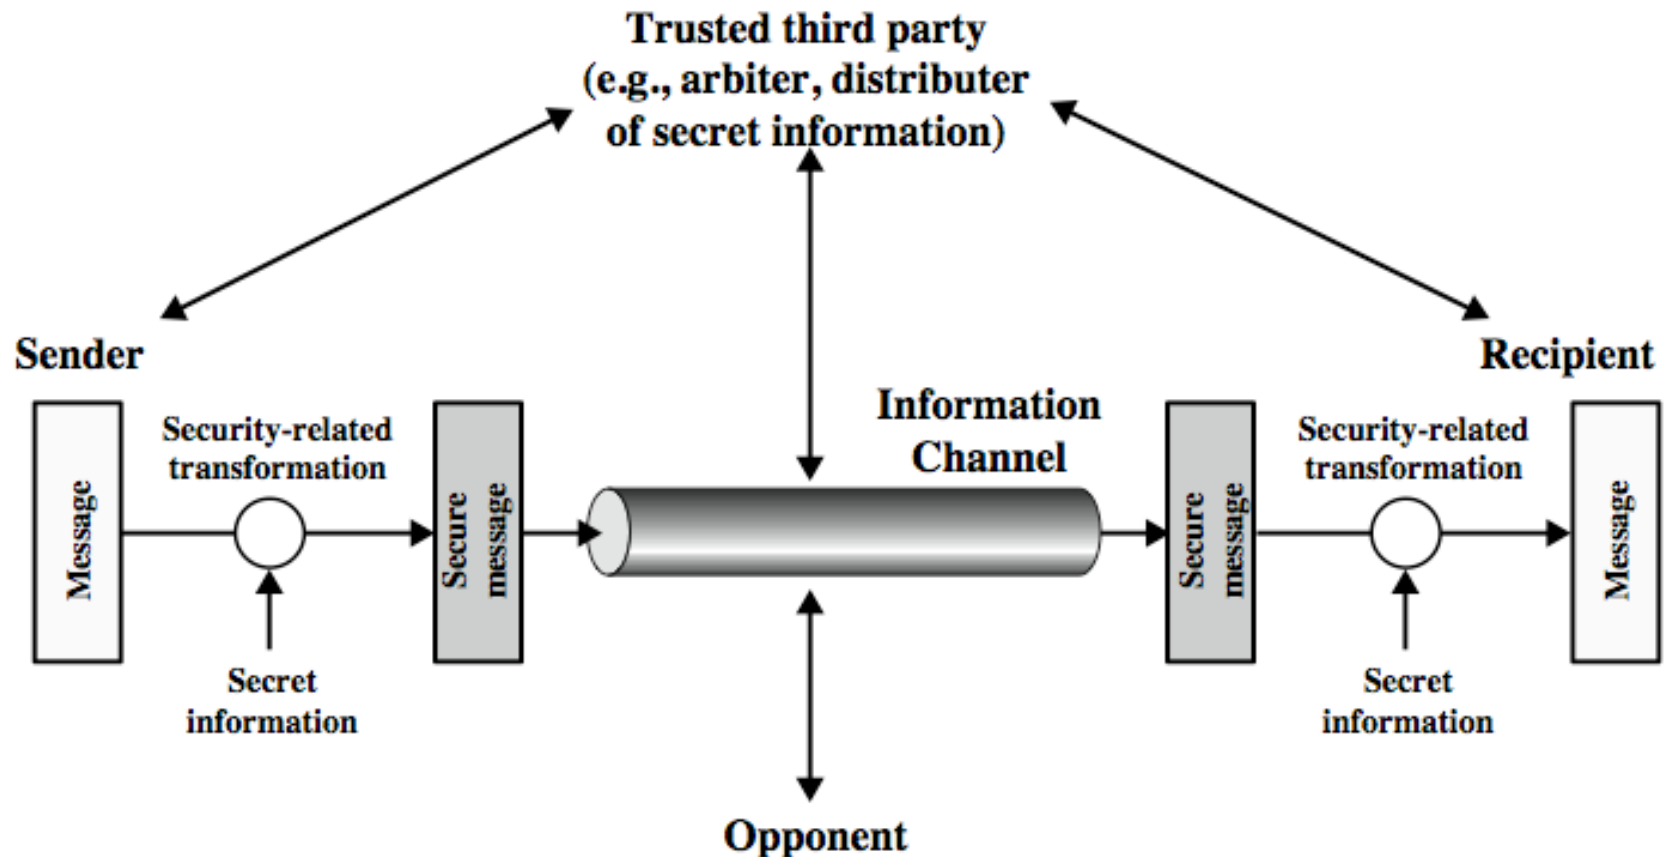 Trusted third party
(e.g., arbiter, distributer
of secret information)
Sender
Recipient
Information
Channel
Security-related
transformation
Security-related
transformation
Message
Secure
message
Secure
message
Message
Secret
information
Secret
information
Opponent